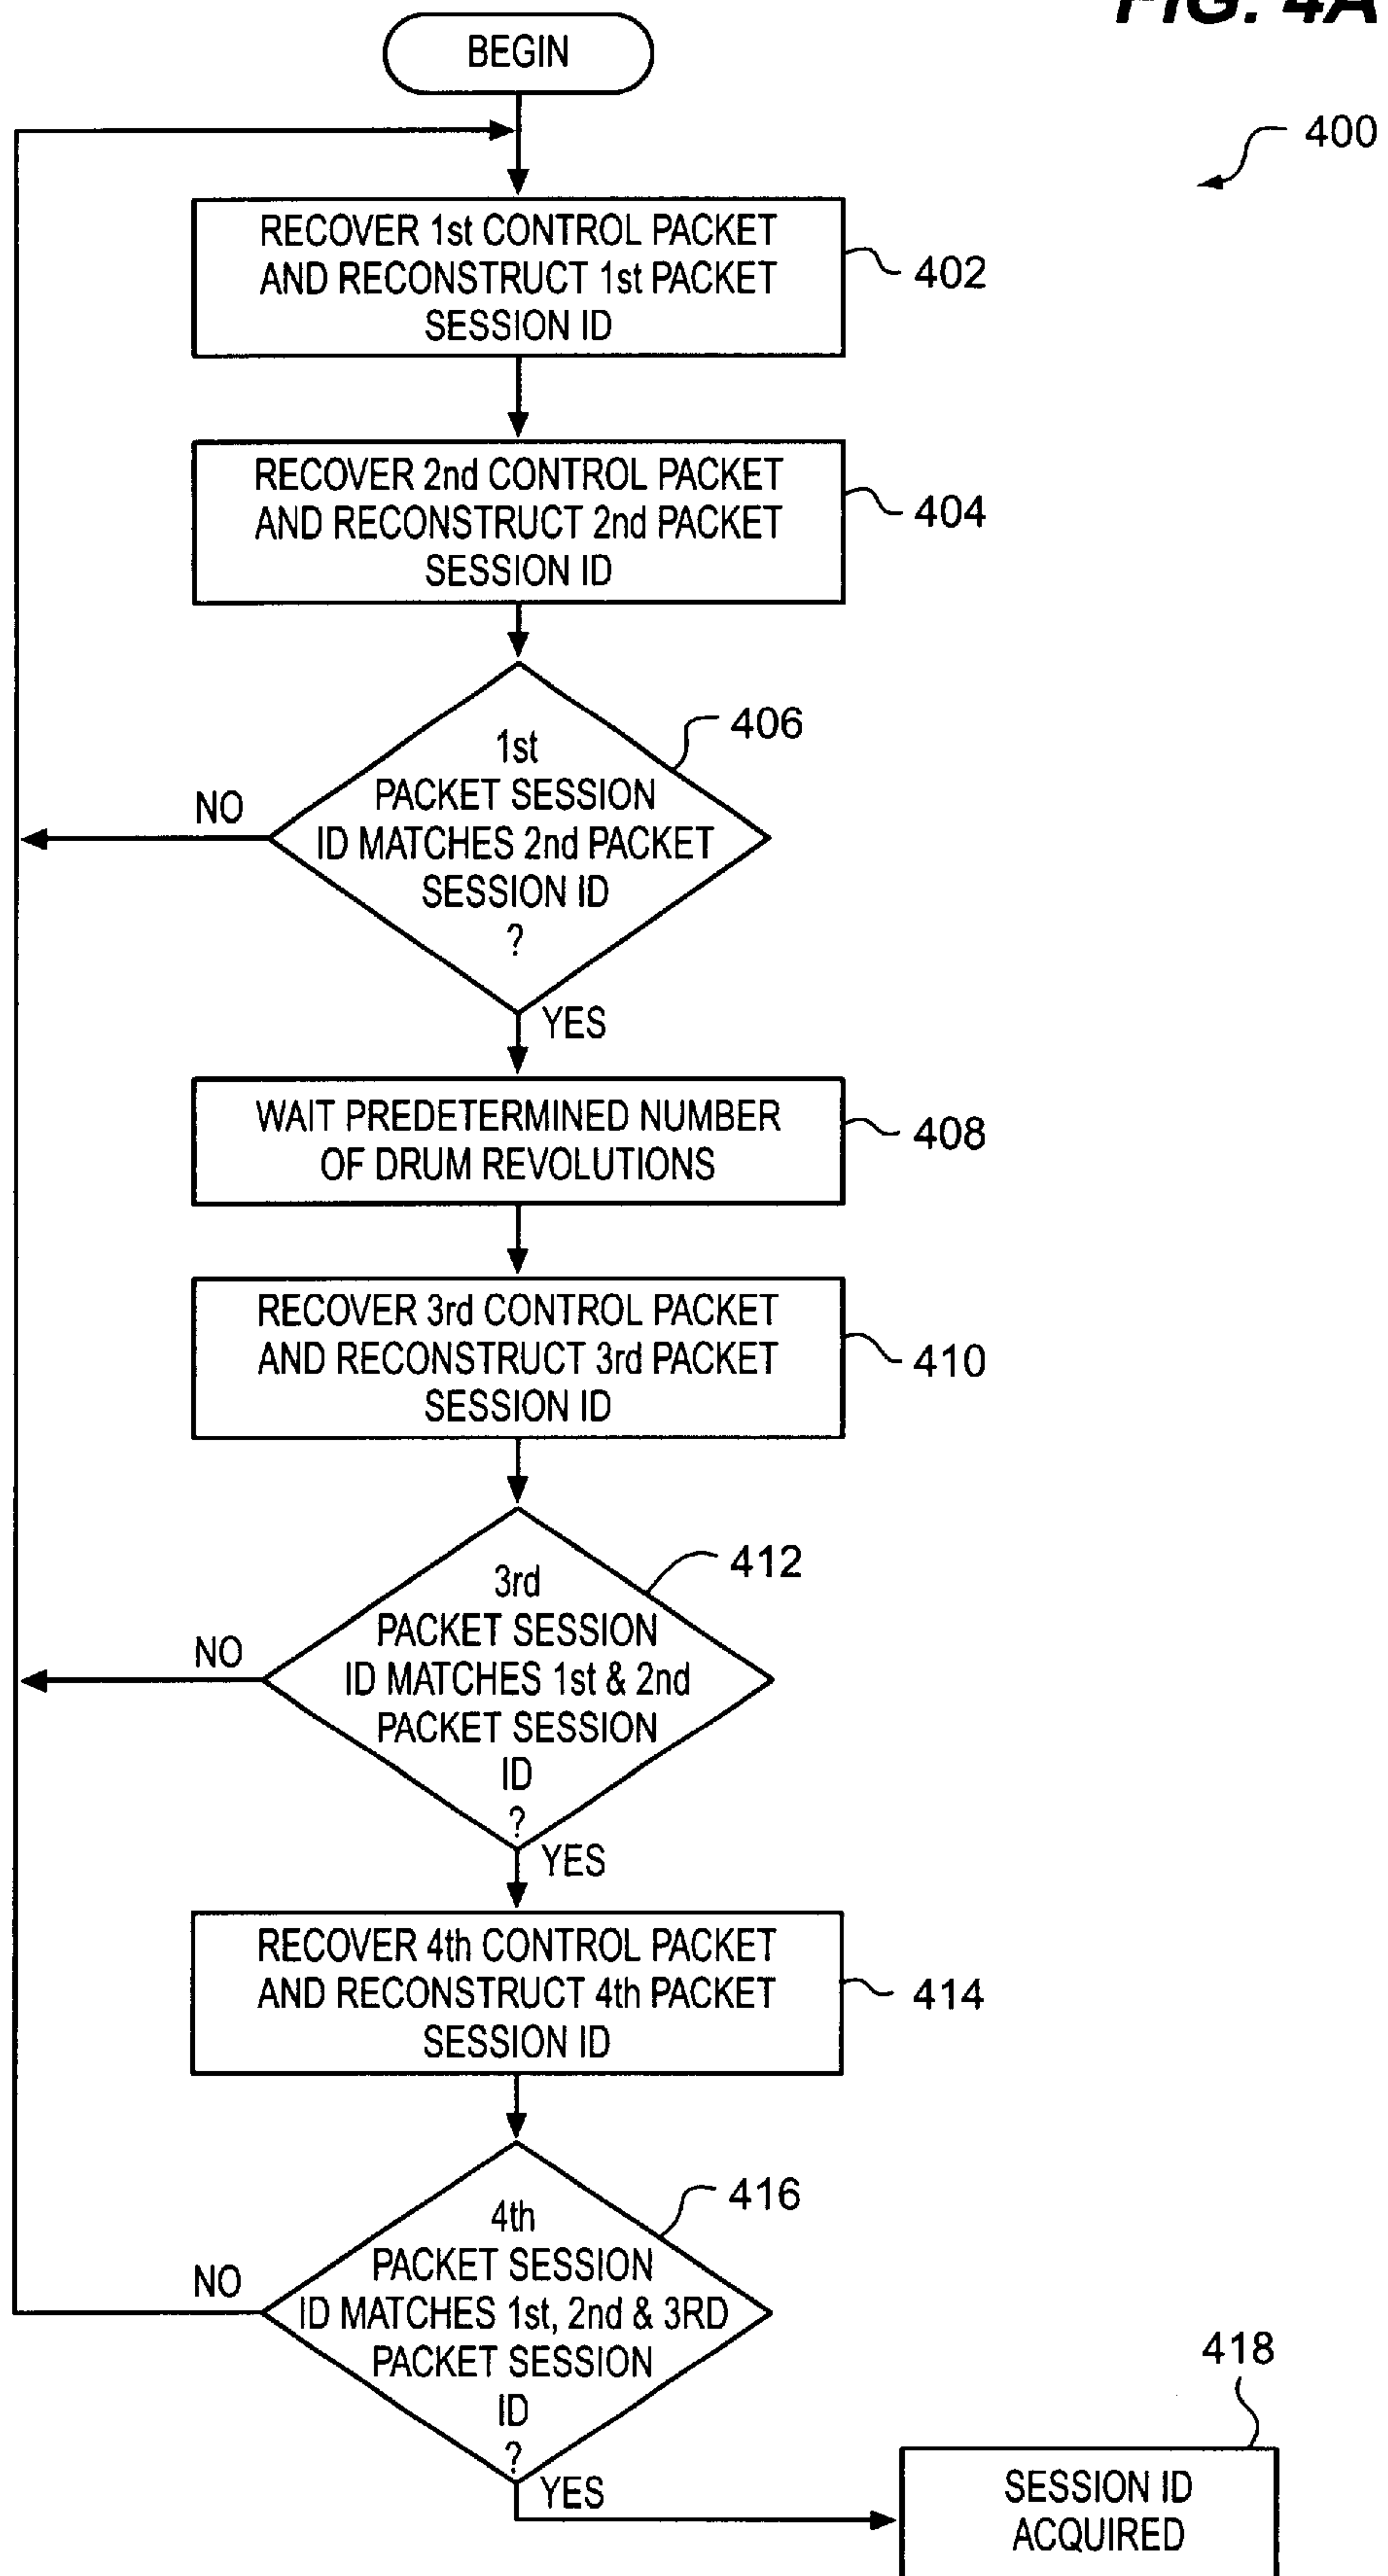 FIG. 4A
BEGIN
400
RECOVER 1st CONTROL PACKET
AND RECONSTRUCT 1st PACKET
SESSION ID
402
RECOVER 2nd CONTROL PACKET
AND RECONSTRUCT 2nd PACKET
SESSION ID
404
1st
PACKET SESSION
ID MATCHES 2nd PACKET
SESSION ID
?
406
NO
YES
WAIT PREDETERMINED NUMBER
OF DRUM REVOLUTIONS
408
RECOVER 3rd CONTROL PACKET
AND RECONSTRUCT 3rd PACKET
SESSION ID
410
3rd
PACKET SESSION
ID MATCHES 1st & 2nd
PACKET SESSION
ID
?
412
NO
YES
RECOVER 4th CONTROL PACKET
AND RECONSTRUCT 4th PACKET
SESSION ID
414
4th
PACKET SESSION
ID MATCHES 1st, 2nd & 3RD
PACKET SESSION
ID
?
416
NO
YES
418
SESSION ID
ACQUIRED